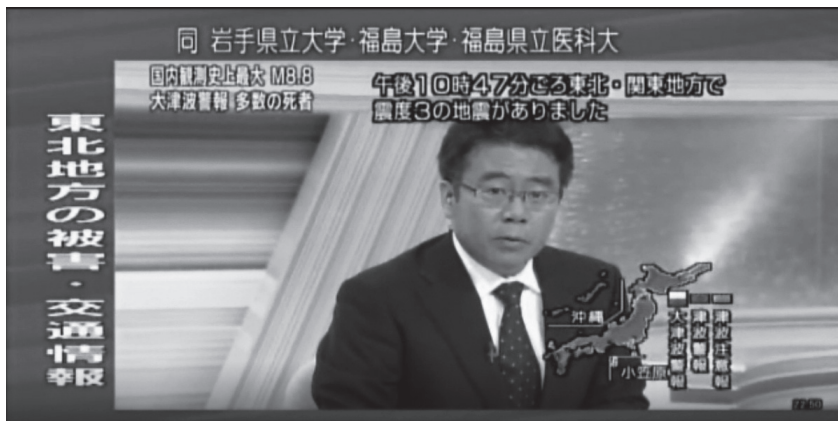 同 岩手県立大学・福島大学・福島県立医科大
国内観測史上最大 M8.8
大津波警報 多数の死者
午後10時47分ごろ東北・関東地方で
震度3の地震がありました
東北地方の被害・交通情報
沖縄
小笠原
大津波警報
津波警報
津波注意報
22:50